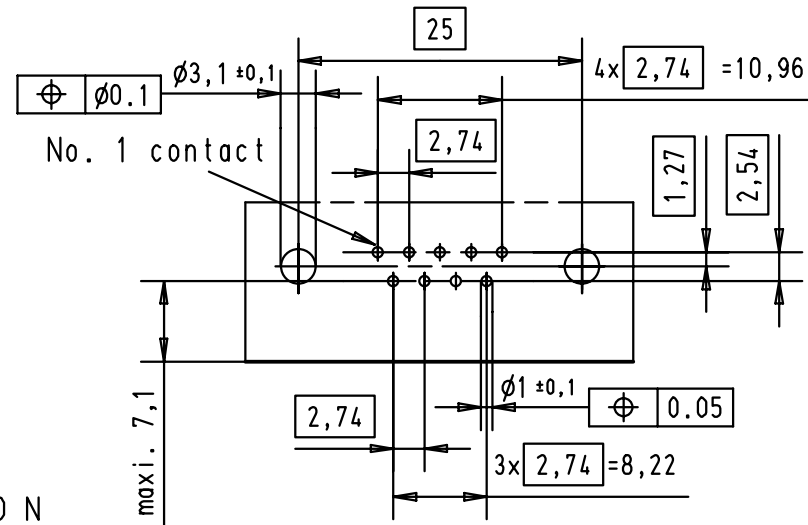 25
4x 2,74 =10,96
⌖ ø0.1
ø3,1 ±0,1
No. 1 contact
2,74
1,27
2,54
ø1 ±0,1
⌖ 0.05
2,74
3x 2,74 =8,22
maxi. 7,1
N